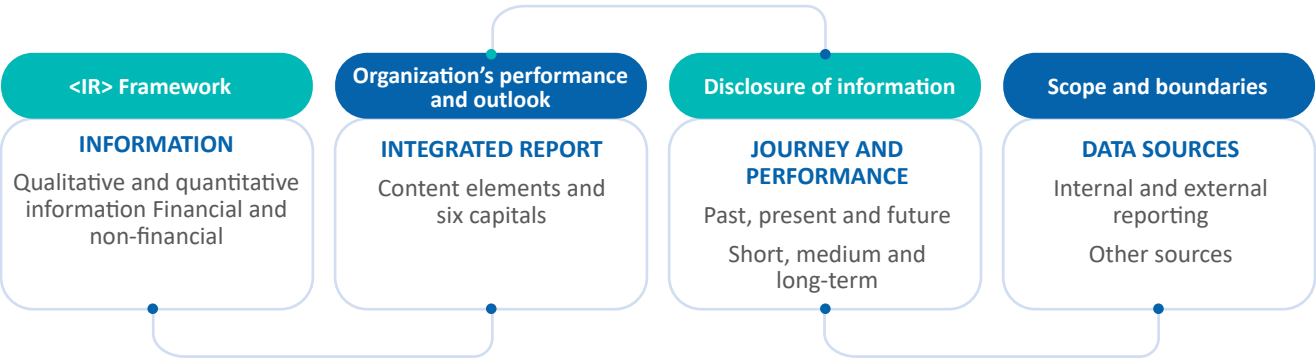 <IR> Framework
INFORMATION
Qualitative and quantitative
information Financial and
non-financial
Organization's performance
and outlook
INTEGRATED REPORT
Content elements and
six capitals
Disclosure of information
JOURNEY AND
PERFORMANCE
Past, present and future
Short, medium and
long-term
Scope and boundaries
DATA SOURCES
Internal and external
reporting
Other sources